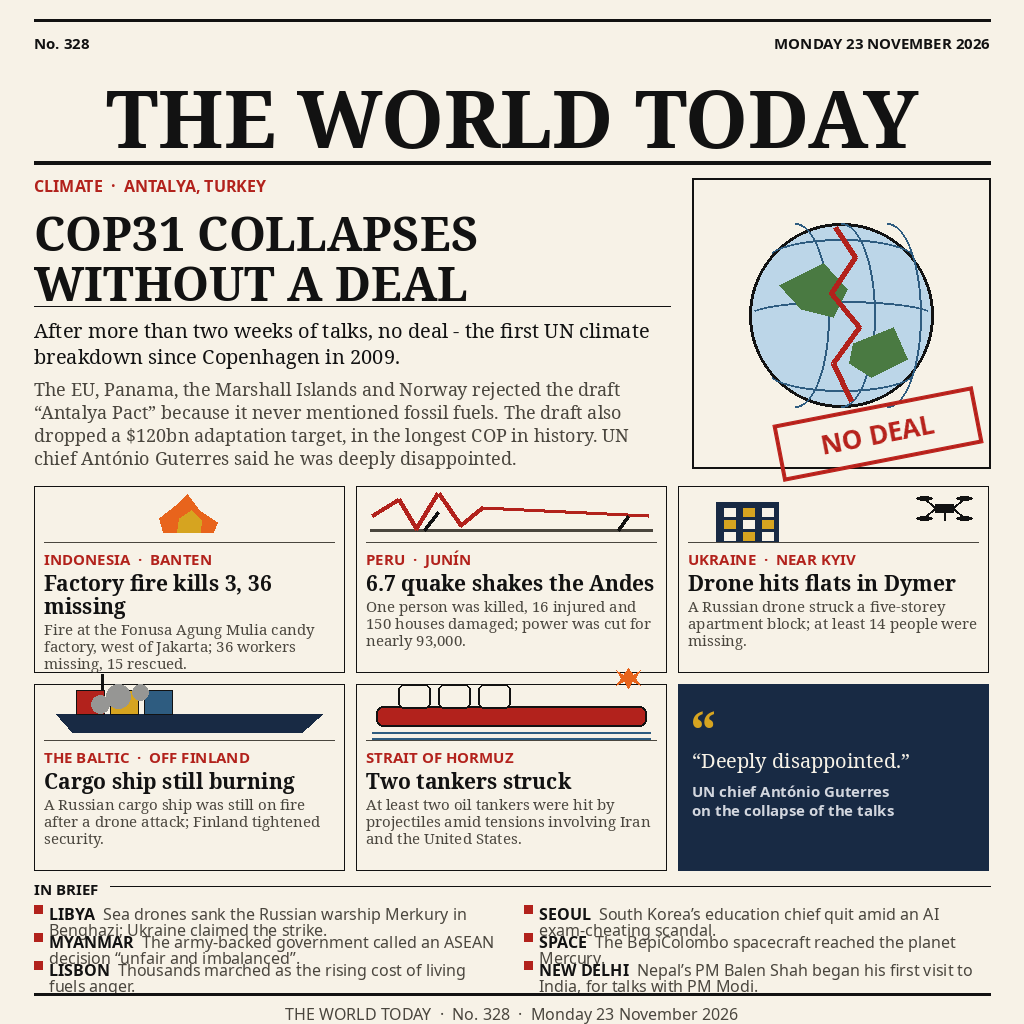 No. 328
MONDAY 23 NOVEMBER 2026
THE WORLD TODAY
CLIMATE · ANTALYA, TURKEY
COP31 COLLAPSES
WITHOUT A DEAL
After more than two weeks of talks, no deal - the first UN climate
breakdown since Copenhagen in 2009.
The EU, Panama, the Marshall Islands and Norway rejected the draft
“Antalya Pact” because it never mentioned fossil fuels. The draft also
dropped a $120bn adaptation target, in the longest COP in history. UN
chief António Guterres said he was deeply disappointed.
NO DEAL
INDONESIA · BANTEN
Factory fire kills 3, 36
missing
Fire at the Fonusa Agung Mulia candy
factory, west of Jakarta; 36 workers
missing, 15 rescued.
PERU · JUNÍN
6.7 quake shakes the Andes
One person was killed, 16 injured and
150 houses damaged; power was cut for
nearly 93,000.
UKRAINE · NEAR KYIV
Drone hits flats in Dymer
A Russian drone struck a five-storey
apartment block; at least 14 people were
missing.
THE BALTIC · OFF FINLAND
Cargo ship still burning
A Russian cargo ship was still on fire
after a drone attack; Finland tightened
security.
STRAIT OF HORMUZ
Two tankers struck
At least two oil tankers were hit by
projectiles amid tensions involving Iran
and the United States.
“
“Deeply disappointed.”
UN chief António Guterres
on the collapse of the talks
IN BRIEF
LIBYA Sea drones sank the Russian warship Merkury in
Benghazi; Ukraine claimed the strike.
MYANMAR The army-backed government called an ASEAN
decision “unfair and imbalanced”.
LISBON Thousands marched as the rising cost of living
fuels anger.
SEOUL South Korea’s education chief quit amid an AI
exam-cheating scandal.
SPACE The BepiColombo spacecraft reached the planet
Mercury.
NEW DELHI Nepal’s PM Balen Shah began his first visit to
India, for talks with PM Modi.
THE WORLD TODAY · No. 328 · Monday 23 November 2026